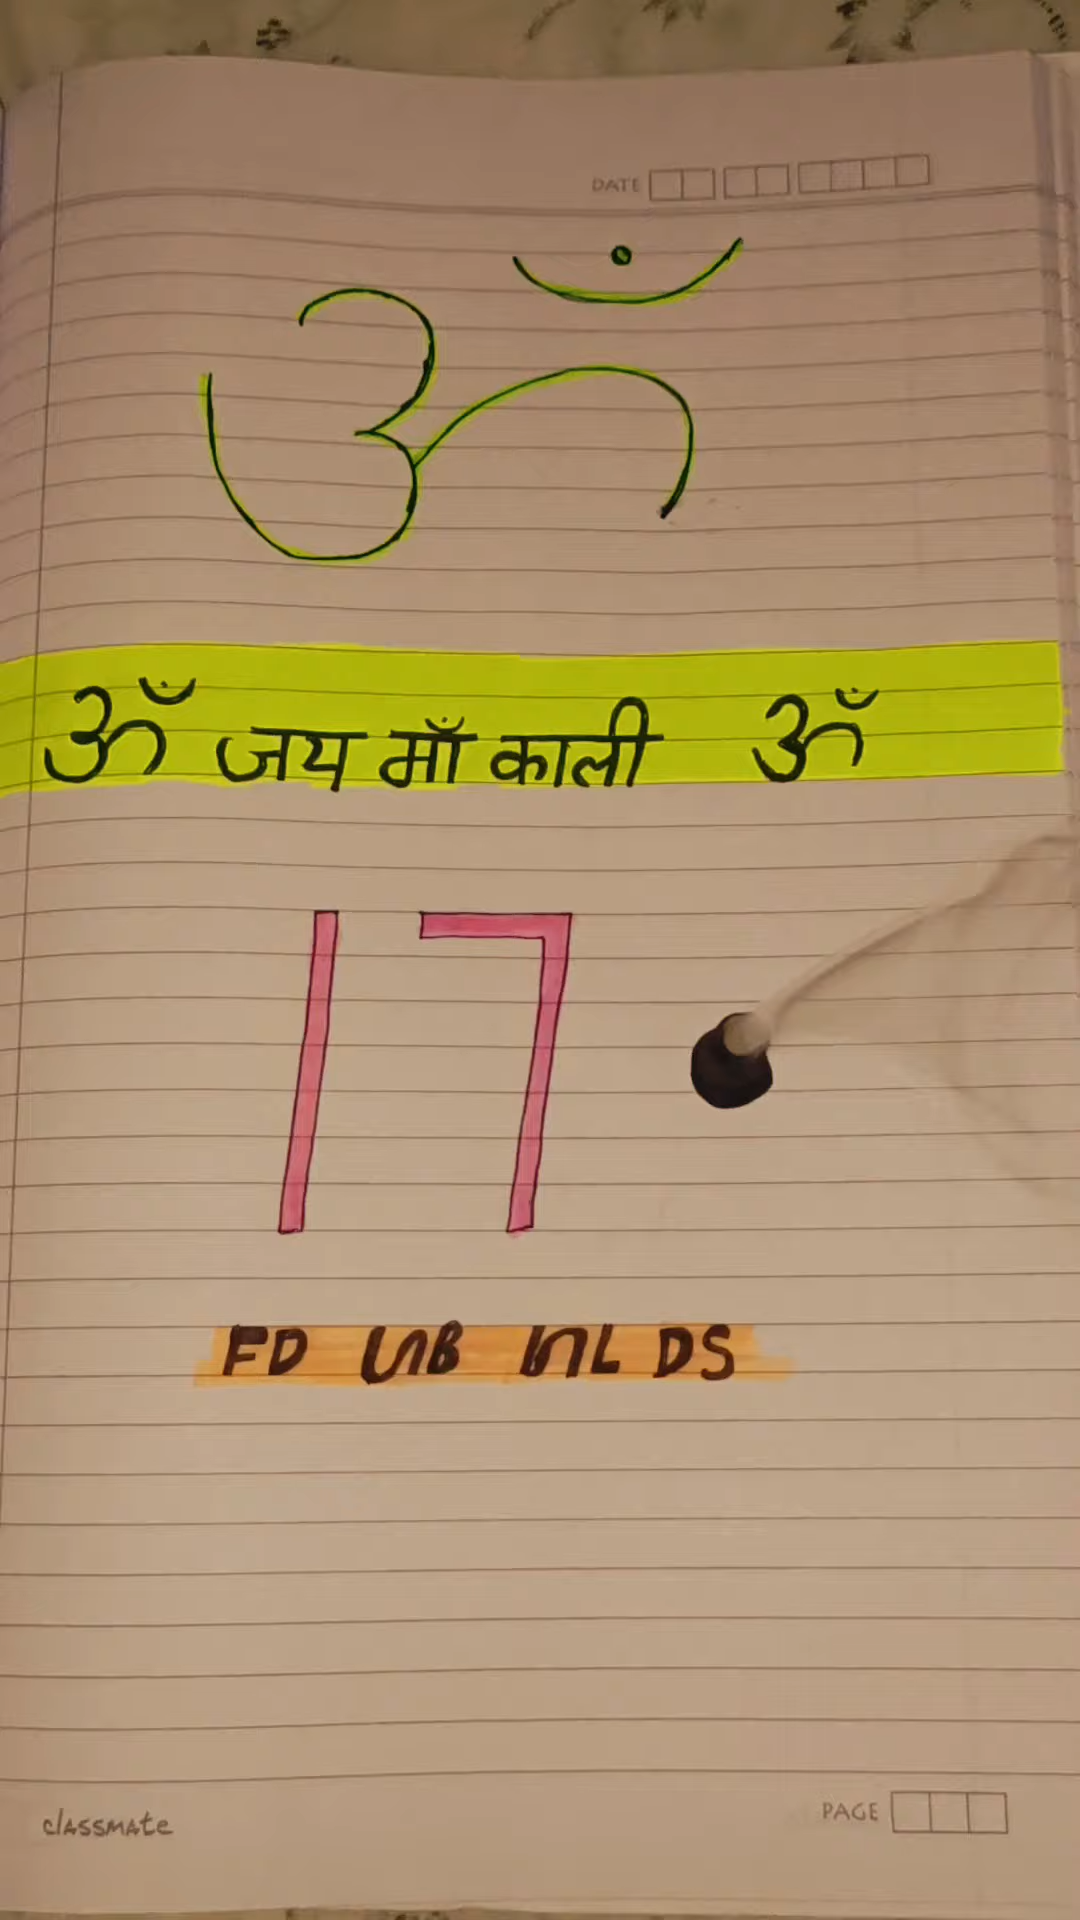 DATE
ॐ
ॐ जय माँ काली ॐ
17
FD GB GL DS
classmate
PAGE